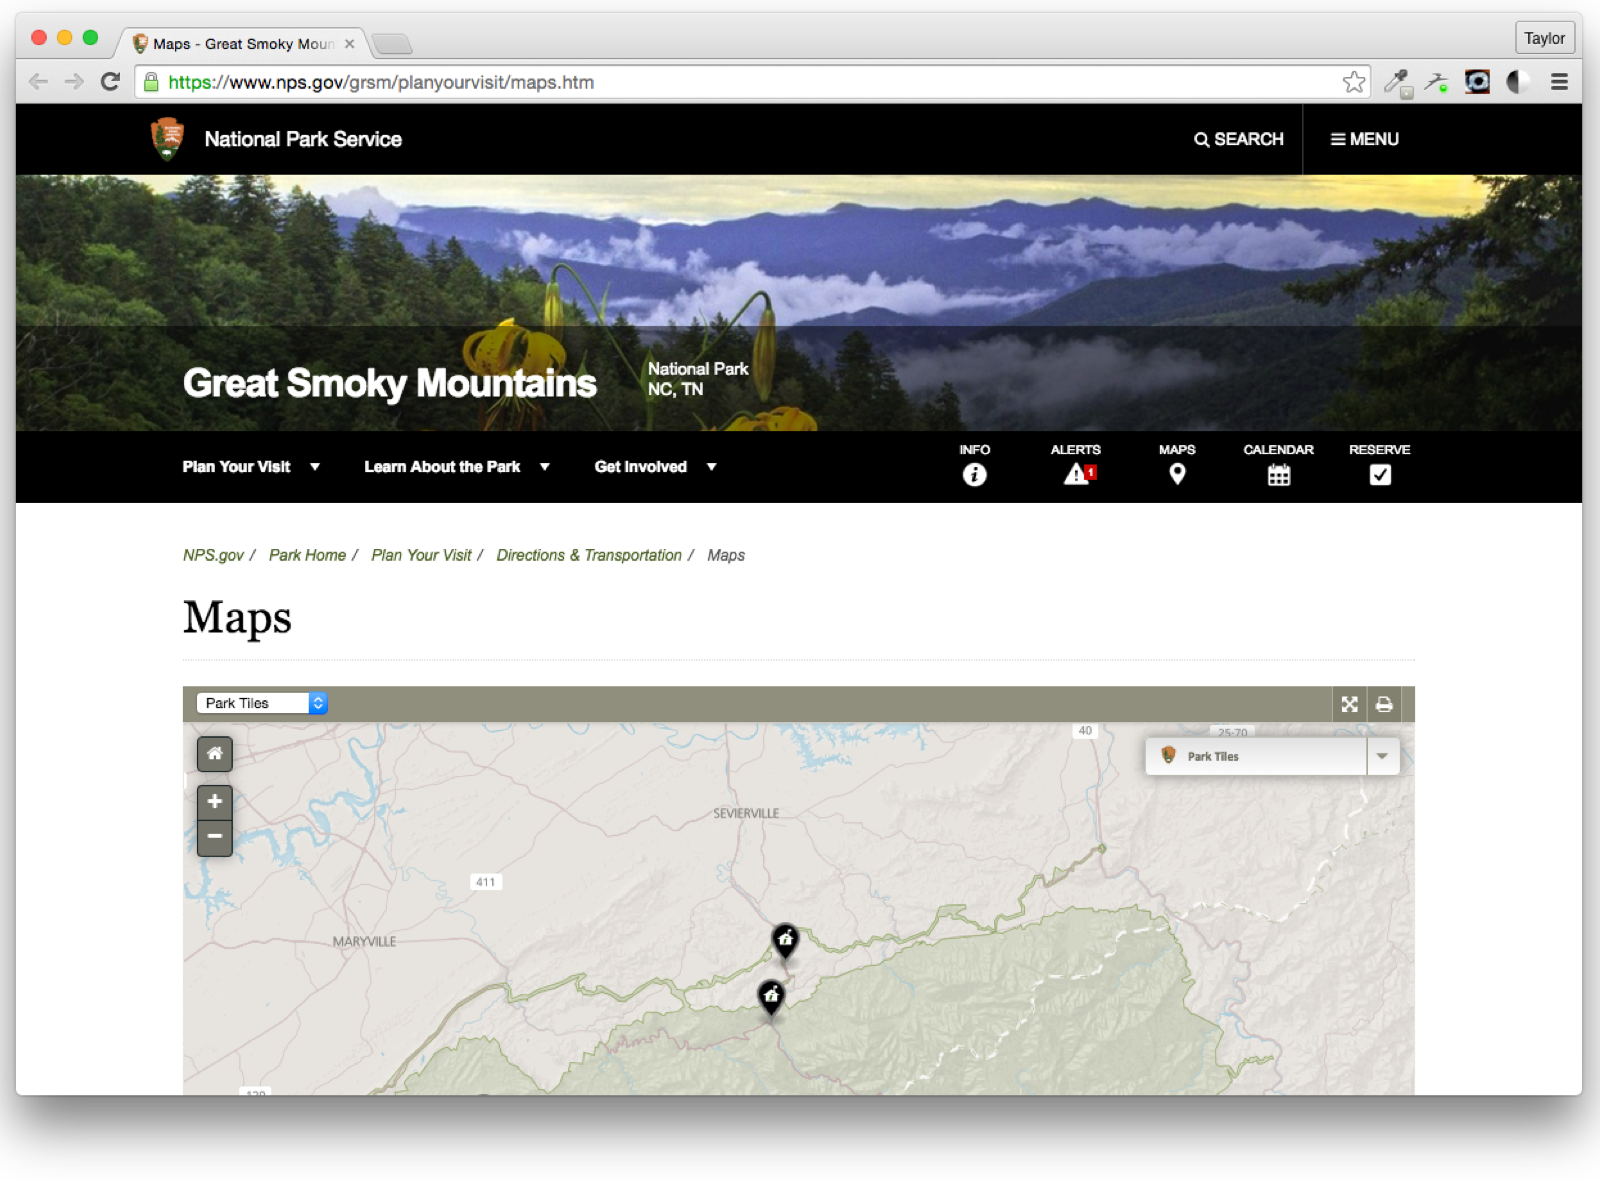 Maps - Great Smoky Moun
Taylor
https://www.nps.gov/grsm/planyourvisit/maps.htm
National Park Service
SEARCH
MENU
Great Smoky Mountains
National Park
NC, TN
Plan Your Visit
Learn About the Park
Get Involved
INFO
ALERTS
1
MAPS
CALENDAR
RESERVE
NPS.gov / Park Home / Plan Your Visit / Directions & Transportation / Maps
Maps
Park Tiles
40
25-70
Park Tiles
SEVIERVILLE
411
MARYVILLE
129